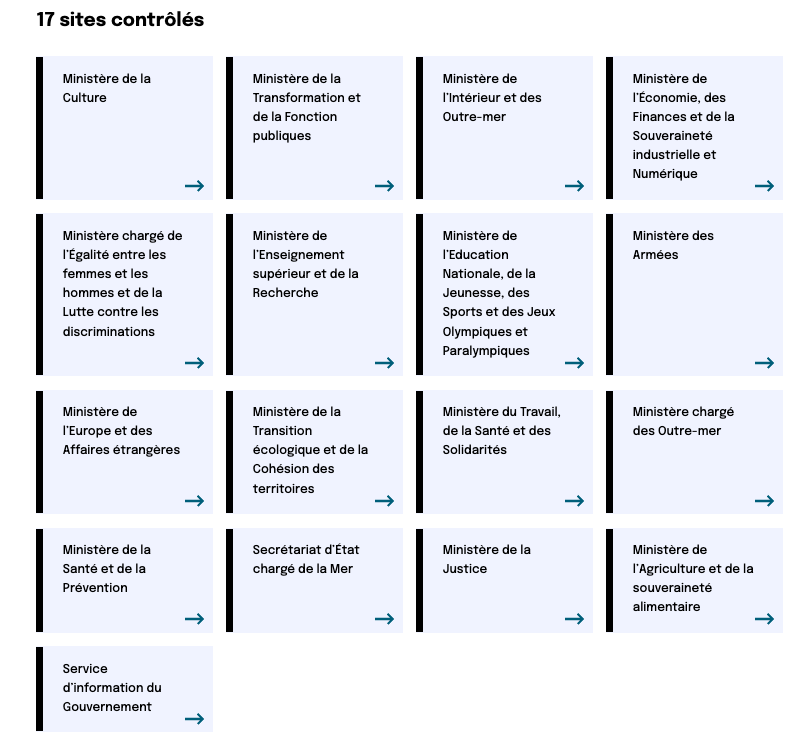 17 sites contrôlés
Ministère de la
Culture
Ministère de la
Transformation et
de la Fonction
publiques
Ministère de
l'Intérieur et des
Outre-mer
Ministère de
l'Économie, des
Finances et de la
Souveraineté
industrielle et
Numérique
Ministère chargé de
l'Égalité entre les
femmes et les
hommes et de la
Lutte contre les
discriminations
Ministère de
l'Enseignement
supérieur et de la
Recherche
Ministère de
l'Education
Nationale, de la
Jeunesse, des
Sports et des Jeux
Olympiques et
Paralympiques
Ministère des
Armées
Ministère de
l'Europe et des
Affaires étrangères
Ministère de la
Transition
écologique et de la
Cohésion des
territoires
Ministère du Travail,
de la Santé et des
Solidarités
Ministère chargé
des Outre-mer
Ministère de la
Santé et de la
Prévention
Secrétariat d'État
chargé de la Mer
Ministère de la
Justice
Ministère de
l'Agriculture et de la
souveraineté
alimentaire
Service
d'information du
Gouvernement